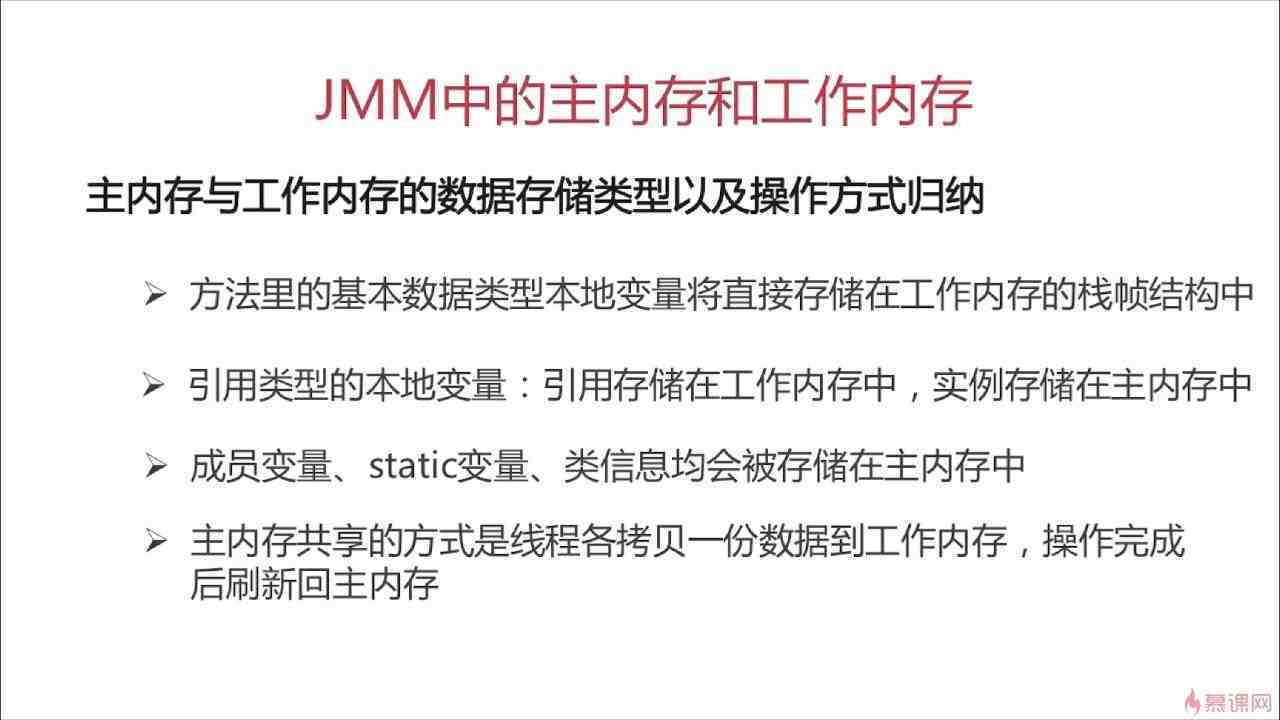 JMM中的主内存和工作内存
主内存与工作内存的数据存储类型以及操作方式归纳
方法里的基本数据类型本地变量将直接存储在工作内存的栈帧结构中
引用类型的本地变量：引用存储在工作内存中，实例存储在主内存中
成员变量、static变量、类信息均会被存储在主内存中
主内存共享的方式是线程各拷贝一份数据到工作内存，操作完成
后刷新回主内存
慕课网